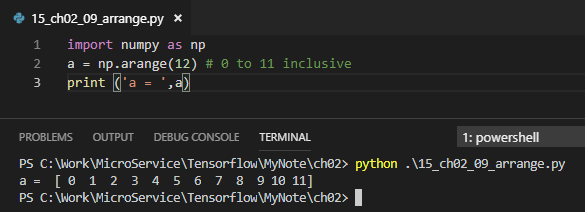 15_ch02_09_arrange.py ×
1 import numpy as np
2 a = np.arange(12) # 0 to 11 inclusive
3 print ('a = ',a)
PROBLEMS OUTPUT DEBUG CONSOLE TERMINAL 1: powershell
PS C:\Work\MicroService\Tensorflow\MyNote\ch02> python .\15_ch02_09_arrange.py
a =  [ 0  1  2  3  4  5  6  7  8  9 10 11]
PS C:\Work\MicroService\Tensorflow\MyNote\ch02>